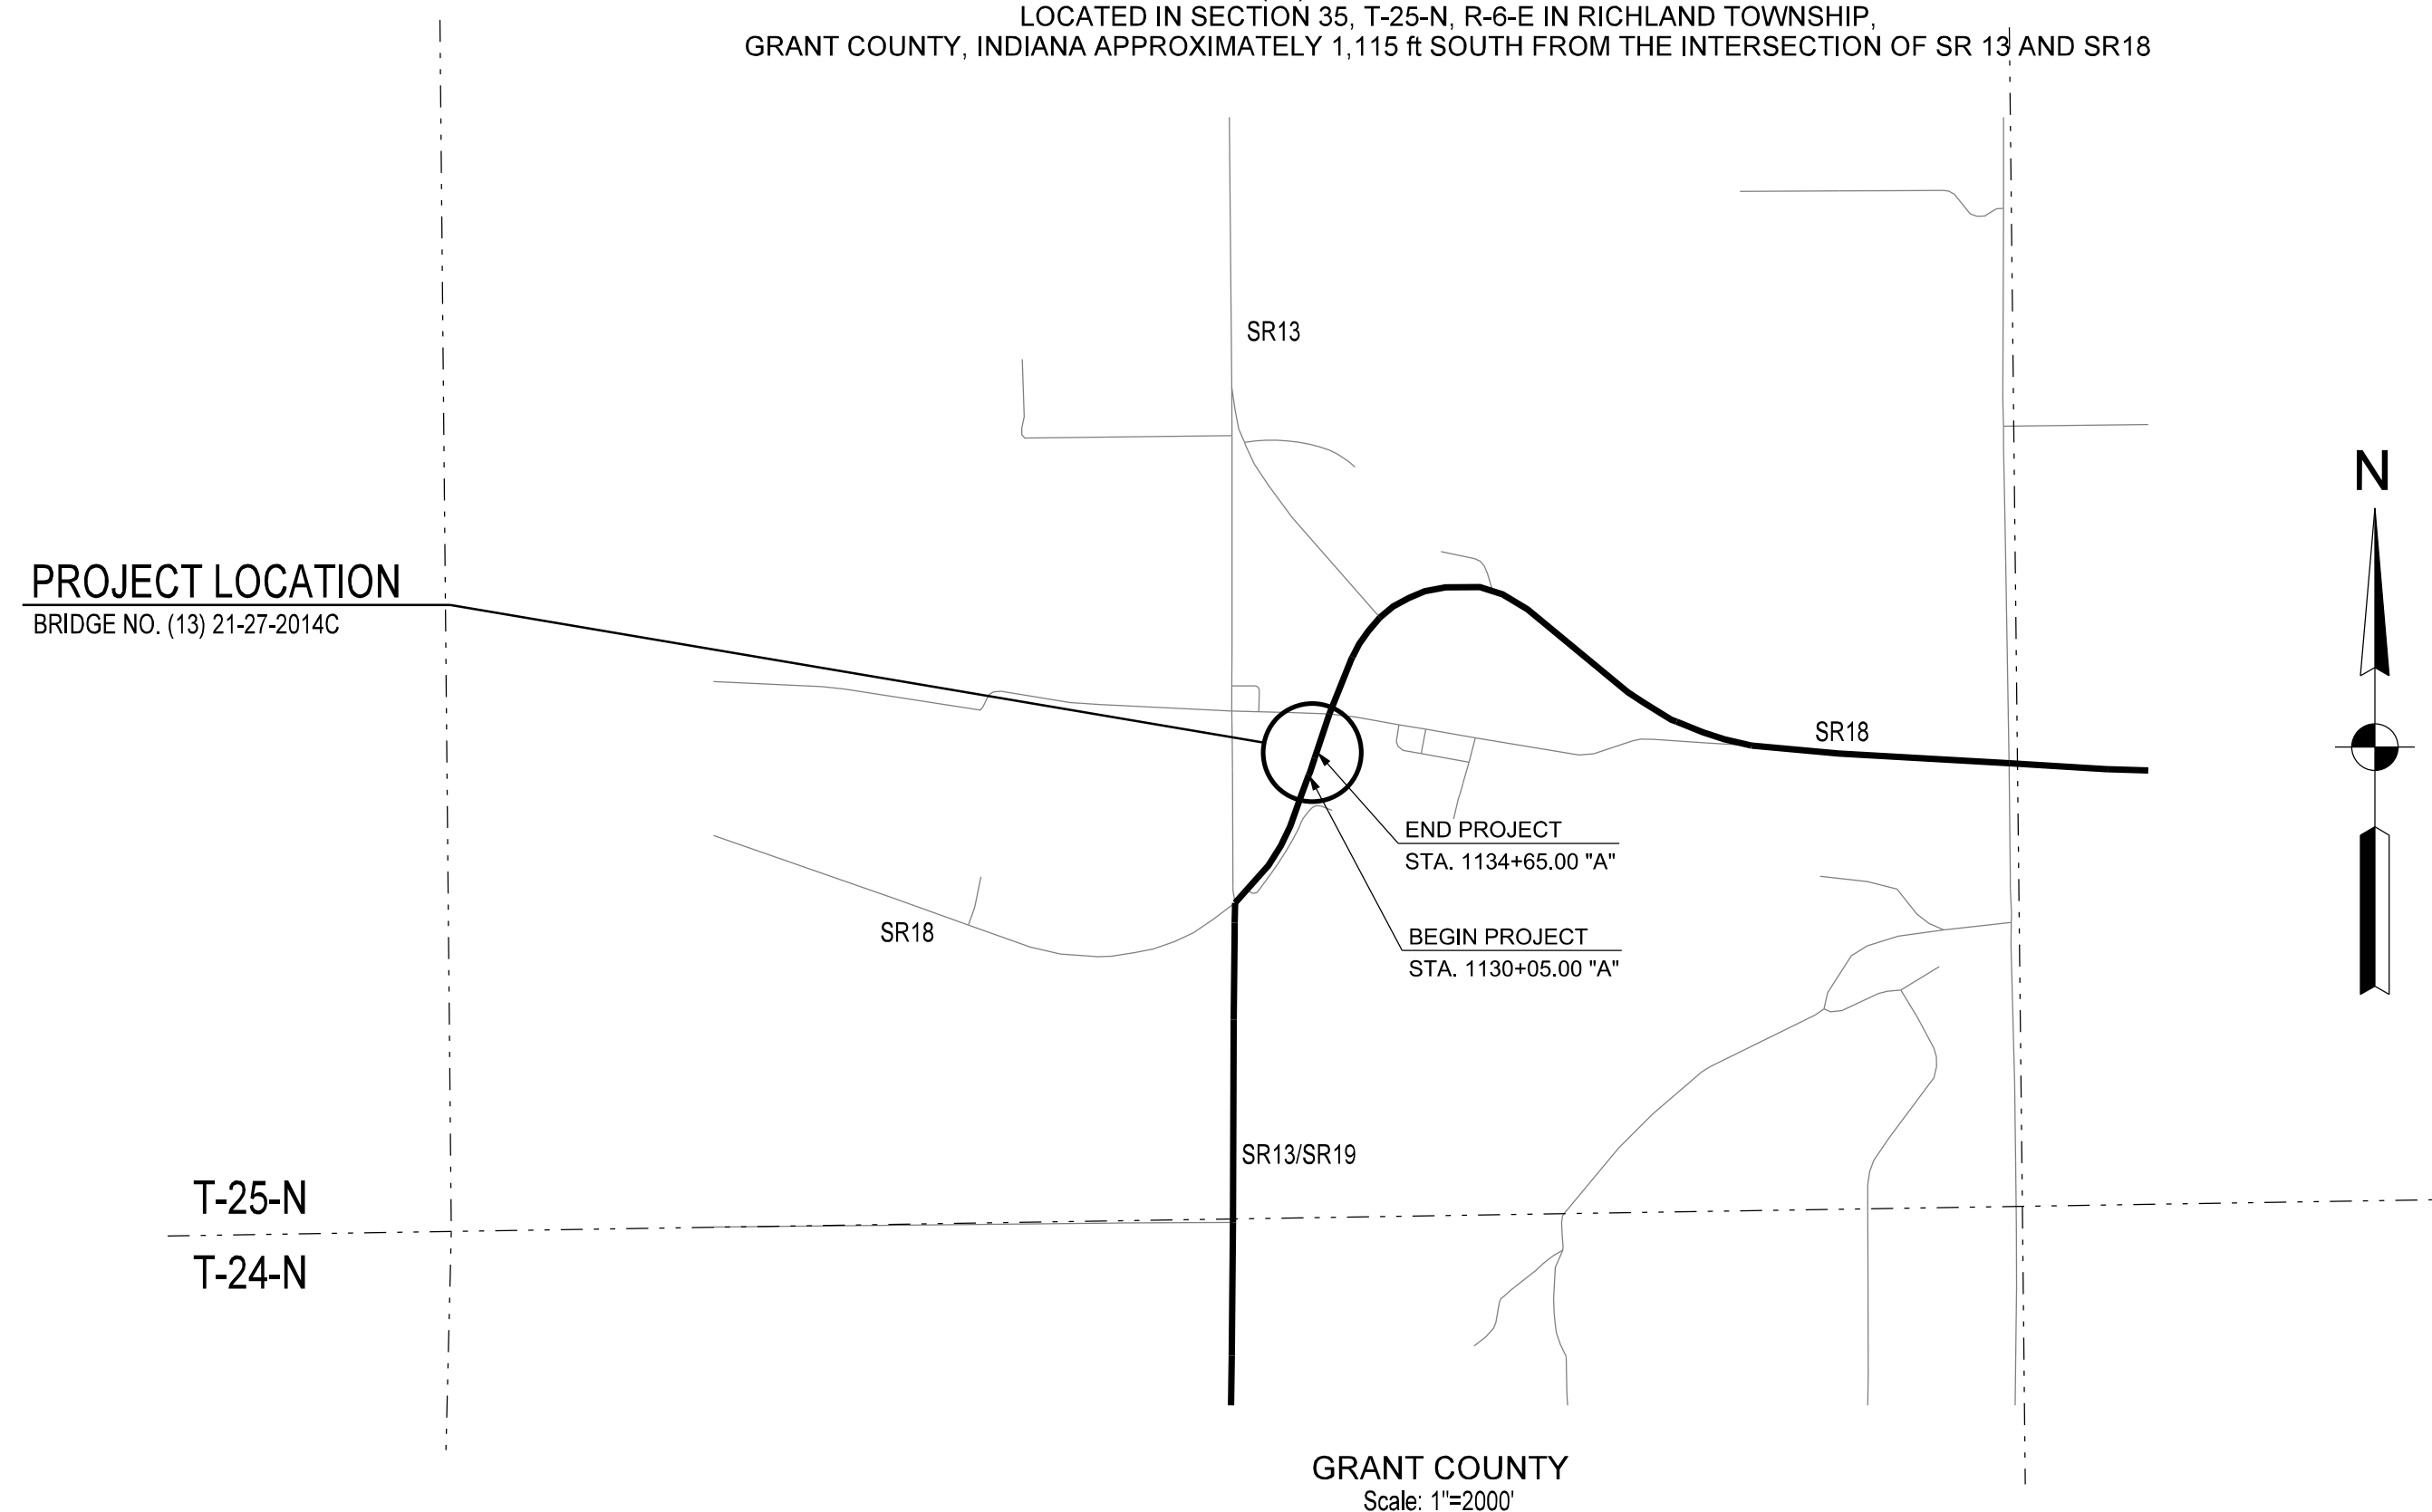 LOCATED IN SECTION 35, T-25-N, R-6-E IN RICHLAND TOWNSHIP,
GRANT COUNTY, INDIANA APPROXIMATELY 1,115 ft SOUTH FROM THE INTERSECTION OF SR 13 AND SR18
SR13
N
PROJECT LOCATION
BRIDGE NO. (13) 21-27-2014C
SR18
END PROJECT
STA. 1134+65.00 "A"
SR18
BEGIN PROJECT
STA. 1130+05.00 "A"
SR13/SR19
T-25-N
T-24-N
GRANT COUNTY
Scale: 1"=2000'